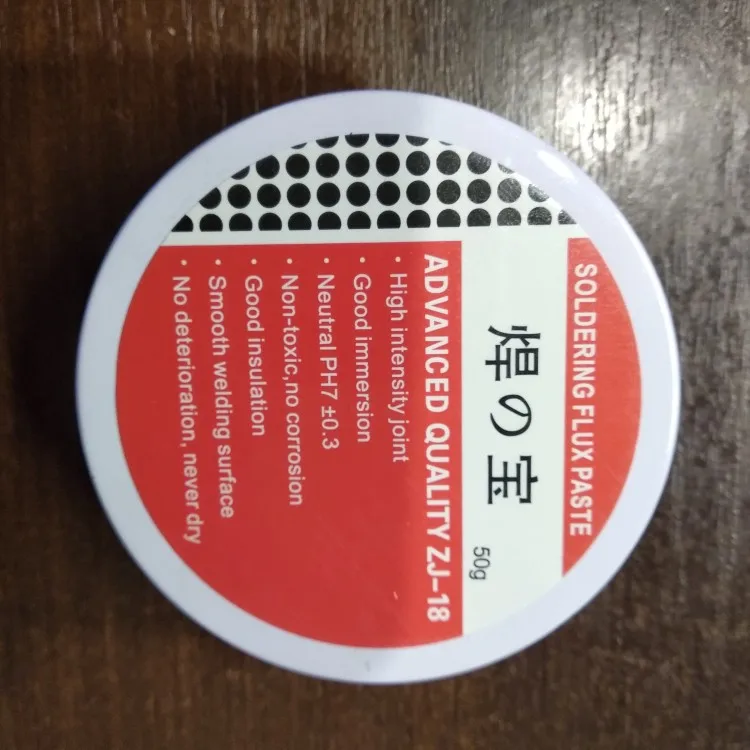 SOLDERING FLUX PASTE
焊の宝
50g
ADVANCED QUALITY ZJ-18
• High intensity joint
• Good immersion
• Neutral PH7 ±0.3
• Non-toxic,no corrosion
• Good insulation
• Smooth welding surface
• No deterioration, never dry